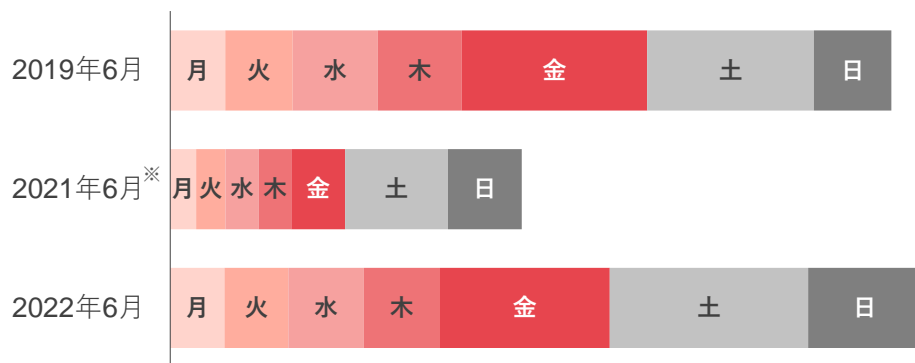 2019年6月 月 火 水 木 金 土 日
2021年6月※ 月 火 水 木 金 土 日
2022年6月 月 火 水 木 金 土 日